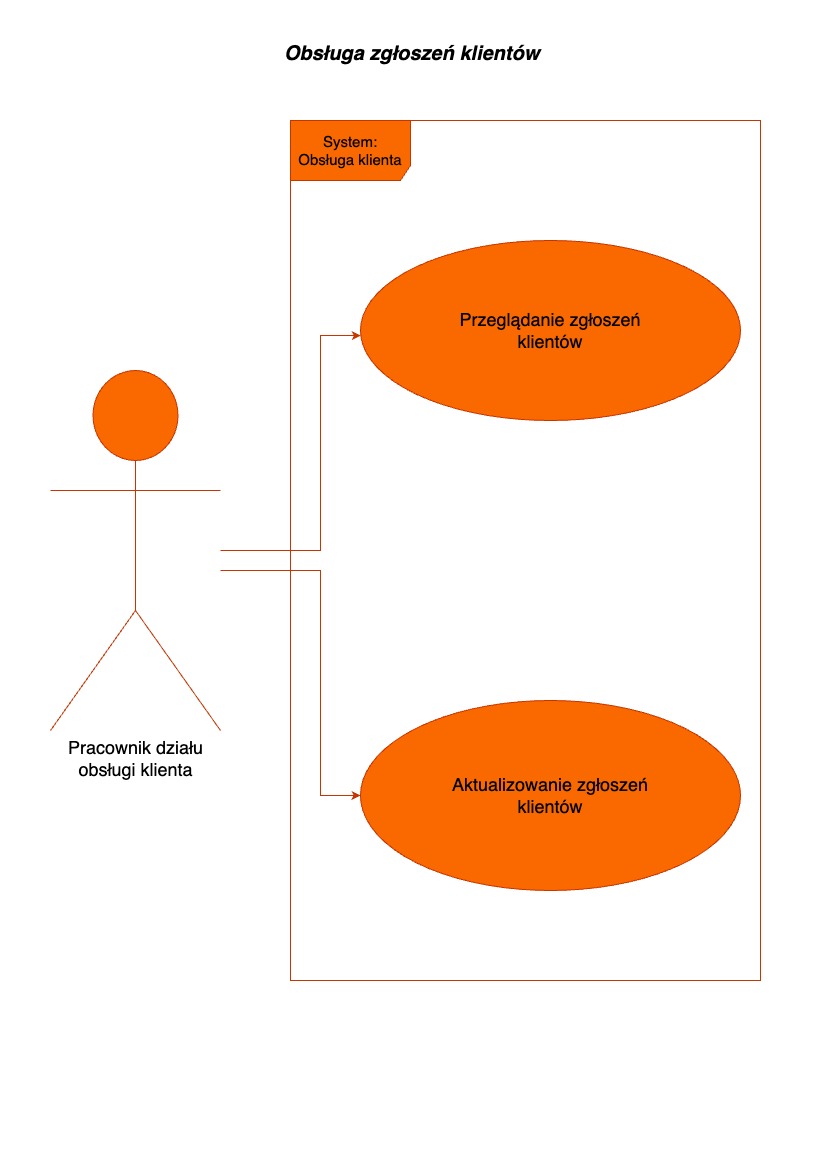 Obsługa zgłoszeń klientów
System:
Obsługa klienta
Przeglądanie zgłoszeń
klientów
Pracownik działu
obsługi klienta
Aktualizowanie zgłoszeń
klientów